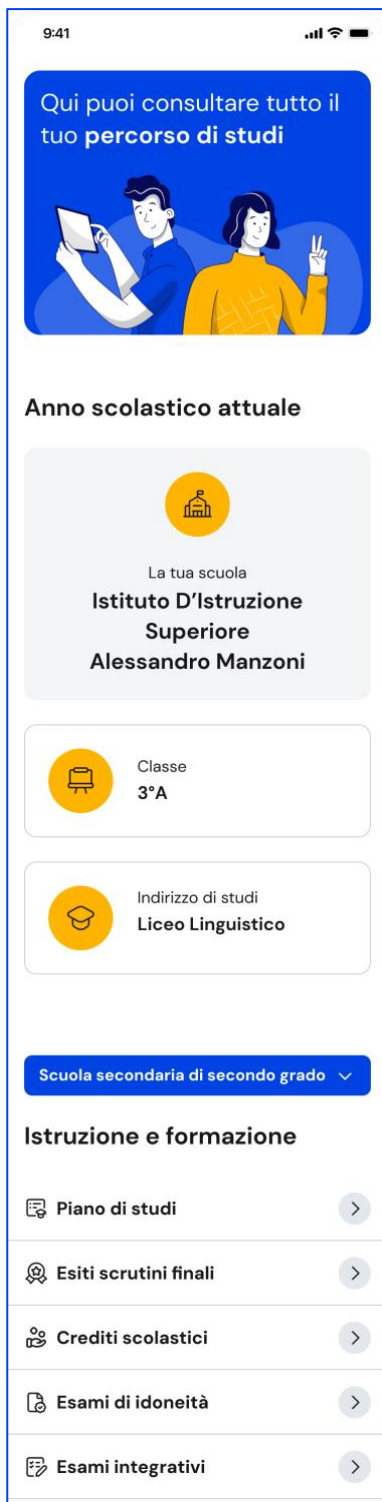 9:41
Qui puoi consultare tutto il
tuo percorso di studi
Anno scolastico attuale
La tua scuola
Istituto D’Istruzione
Superiore
Alessandro Manzoni
Classe
3°A
Indirizzo di studi
Liceo Linguistico
Scuola secondaria di secondo grado
Istruzione e formazione
Piano di studi
Esiti scrutini finali
Crediti scolastici
Esami di idoneità
Esami integrativi